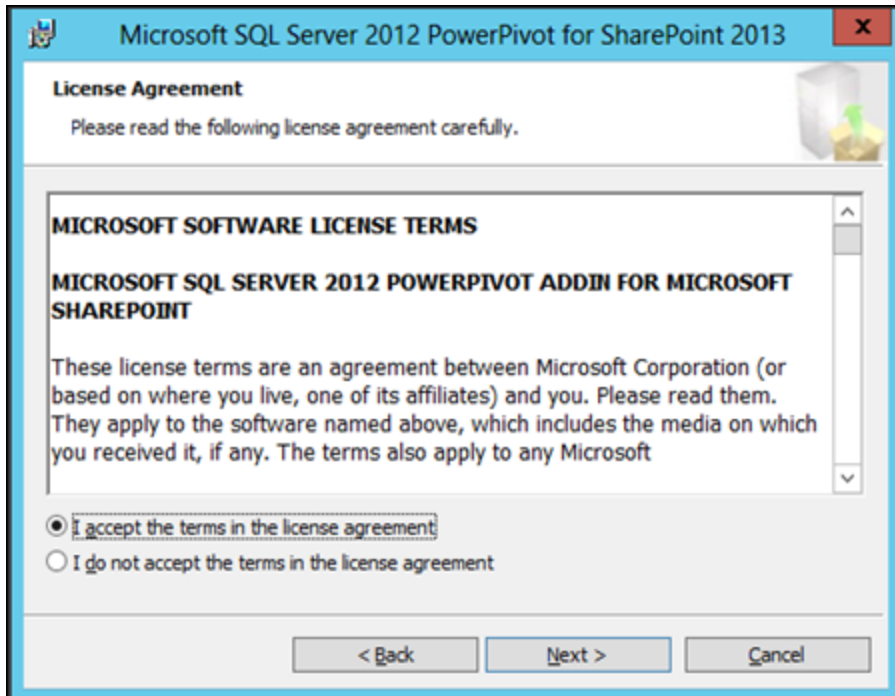 Microsoft SQL Server 2012 PowerPivot for SharePoint 2013
x
License Agreement
Please read the following license agreement carefully.
MICROSOFT SOFTWARE LICENSE TERMS
MICROSOFT SQL SERVER 2012 POWERPIVOT ADDIN FOR MICROSOFT
SHAREPOINT
These license terms are an agreement between Microsoft Corporation (or
based on where you live, one of its affiliates) and you. Please read them.
They apply to the software named above, which includes the media on which
you received it, if any. The terms also apply to any Microsoft
I accept the terms in the license agreement
I do not accept the terms in the license agreement
< Back
Next >
Cancel